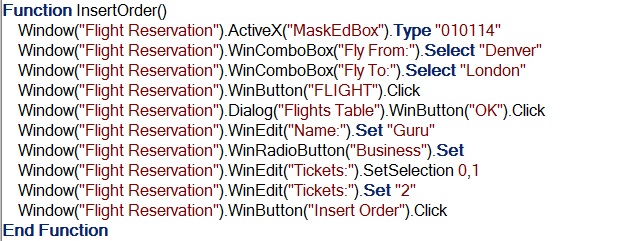 Function InsertOrder()
Window("Flight Reservation").ActiveX("MaskEdBox").Type "010114"
Window("Flight Reservation").WinComboBox("Fly From:").Select "Denver"
Window("Flight Reservation").WinComboBox("Fly To:").Select "London"
Window("Flight Reservation").WinButton("FLIGHT").Click
Window("Flight Reservation").Dialog("Flights Table").WinButton("OK").Click
Window("Flight Reservation").WinEdit("Name:").Set "Guru"
Window("Flight Reservation").WinRadioButton("Business").Set
Window("Flight Reservation").WinEdit("Tickets:").SetSelection 0,1
Window("Flight Reservation").WinEdit("Tickets:").Set "2"
Window("Flight Reservation").WinButton("Insert Order").Click
End Function